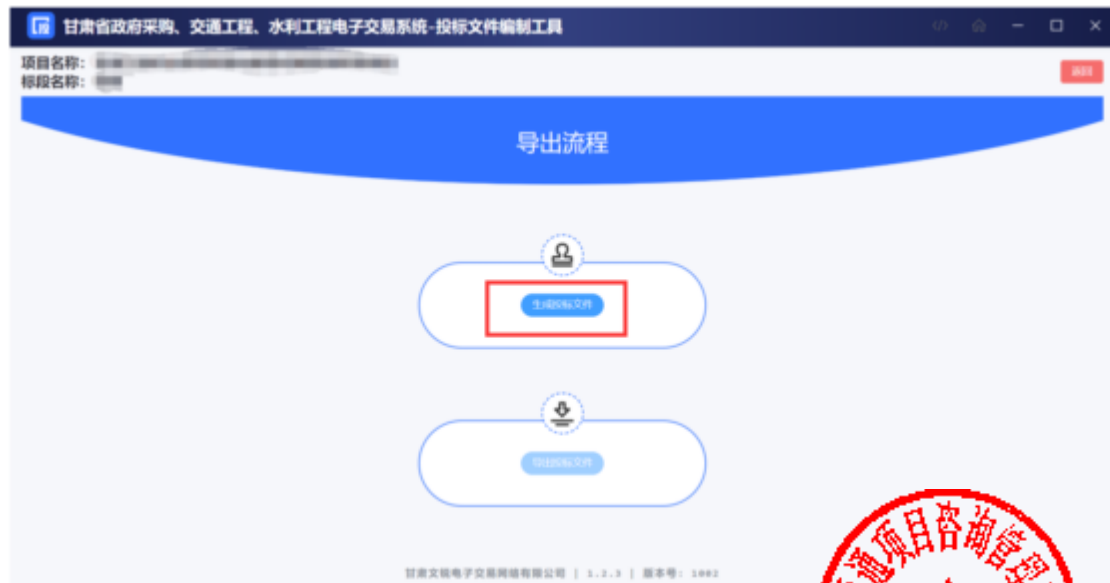 甘肃省政府采购、交通工程、水利工程电子交易系统-投标文件编制工具
项目名称：
标段名称：
返回
导出流程
生成投标文件
导出投标文件
甘肃文锐电子交易网络有限公司 | 1.2.3 | 版本号: 1002
通项目咨询管理